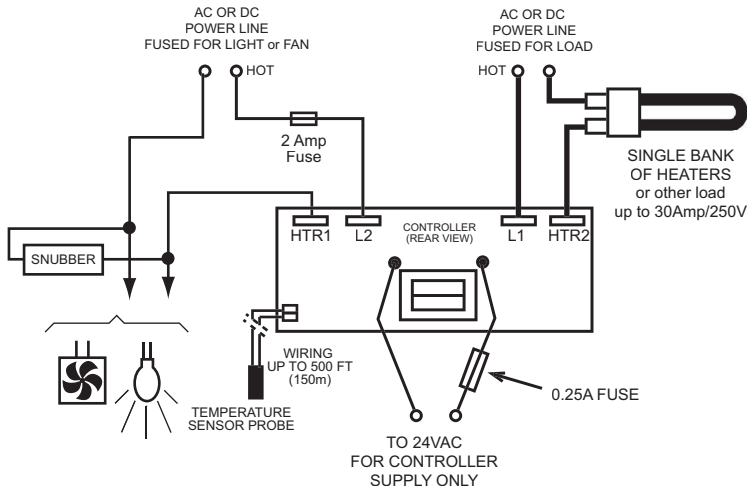 AC OR DC
POWER LINE
FUSED FOR LIGHT or FAN
HOT
2 Amp
Fuse
AC OR DC
POWER LINE
FUSED FOR LOAD
HOT
SINGLE BANK
OF HEATERS
or other load
up to 30Amp/250V
HTR1
L2
CONTROLLER
(REAR VIEW)
L1
HTR2
SNUBBER
WIRING
UP TO 500 FT
(150m)
TEMPERATURE
SENSOR PROBE
0.25A FUSE
TO 24VAC
FOR CONTROLLER
SUPPLY ONLY